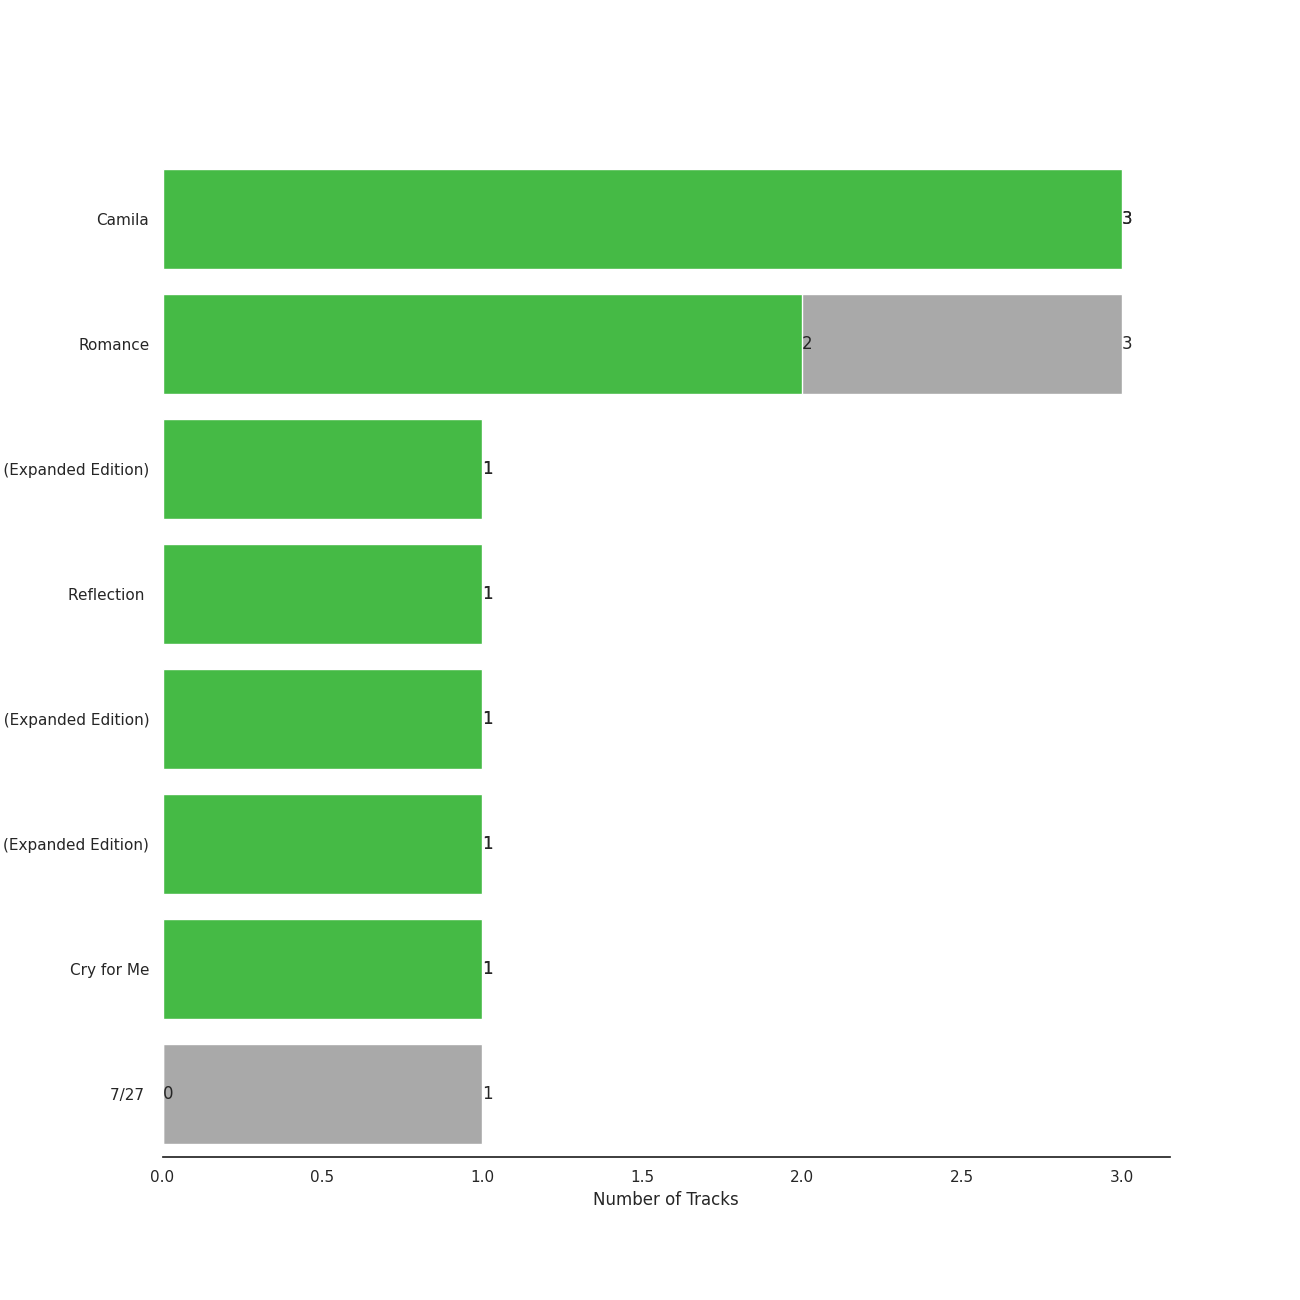 Camila 3
Romance 2 3
(Expanded Edition) 1
Reflection 1
(Expanded Edition) 1
(Expanded Edition) 1
Cry for Me 1
7/27 0 1
0.0 0.5 1.0 1.5 2.0 2.5 3.0
Number of Tracks